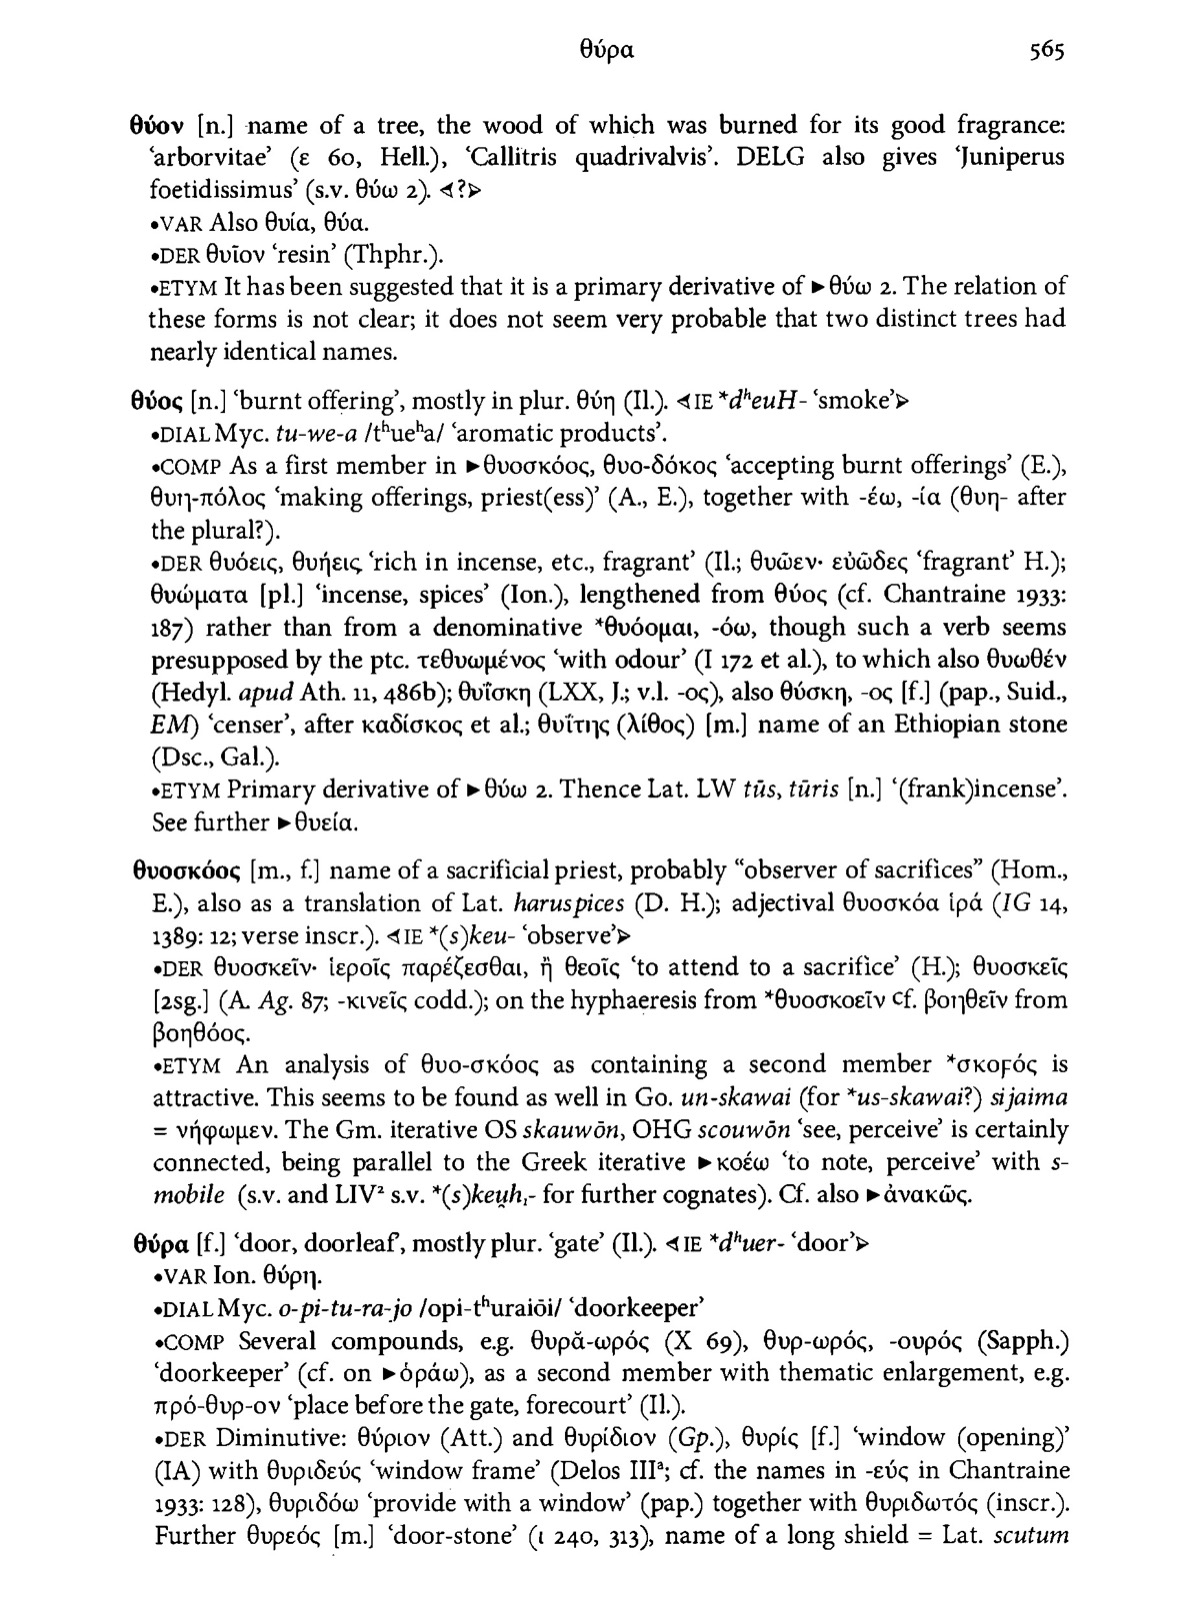 θύρα 565
θύον [n.] name of a tree, the wood of which was burned for its good fragrance:
‘arborvitae’ (ε 60, Hell.), ‘Callitris quadrivalvis’. DELG also gives ‘Juniperus
foetidissimus’ (s.v. θύω 2). ⊲?⊳
•VAR Also θυία, θύα.
•DER θυῖον ‘resin’ (Thphr.).
•ETYM It has been suggested that it is a primary derivative of ►θύω 2. The relation of
these forms is not clear; it does not seem very probable that two distinct trees had
nearly identical names.
θύος [n.] ‘burnt offering’, mostly in plur. θύη (Il.). ⊲IE *dʰeuH- ‘smoke’⊳
•DIAL Myc. tu-we-a /tʰueʰa/ ‘aromatic products’.
•COMP As a first member in ►θυοσκόος, θυο-δόκος ‘accepting burnt offerings’ (E.),
θυη-πόλος ‘making offerings, priest(ess)’ (A., E.), together with -έω, -ία (θυη- after
the plural?).
•DER θυόεις, θυήεις ‘rich in incense, etc., fragrant’ (Il.; θυῶεν· εὐῶδες ‘fragrant’ H.);
θυώματα [pl.] ‘incense, spices’ (Ion.), lengthened from θύος (cf. Chantraine 1933:
187) rather than from a denominative *θυόομαι, -όω, though such a verb seems
presupposed by the ptc. τεθυωμένος ‘with odour’ (Ι 172 et al.), to which also θυωθέν
(Hedyl. apud Ath. 11, 486b); θυΐσκη (LXX, J.; v.l. -ος), also θύσκη, -ος [f.] (pap., Suid.,
EM) ‘censer’, after καδίσκος et al.; θυΐτης (λίθος) [m.] name of an Ethiopian stone
(Dsc., Gal.).
•ETYM Primary derivative of ►θύω 2. Thence Lat. LW tūs, tūris [n.] ‘(frank)incense’.
See further ►θυεία.
θυοσκόος [m., f.] name of a sacrificial priest, probably “observer of sacrifices” (Hom.,
E.), also as a translation of Lat. haruspices (D. H.); adjectival θυοσκόα ἱρά (IG 14,
1389: 12; verse inscr.). ⊲IE *(s)keu- ‘observe’⊳
•DER θυοσκεῖν· ἱεροῖς παρέζεσθαι, ἢ θεοῖς ‘to attend to a sacrifice’ (H.); θυοσκεῖς
[2sg.] (A. Ag. 87; -κινεῖς codd.); on the hyphaeresis from *θυοσκοεῖν cf. βοηθεῖν from
βοηθόος.
•ETYM An analysis of θυο-σκόος as containing a second member *σκοϝός is
attractive. This seems to be found as well in Go. un-skawai (for *us-skawai?) sijaima
= νήφωμεν. The Gm. iterative OS skauwōn, OHG scouwōn ‘see, perceive’ is certainly
connected, being parallel to the Greek iterative ►κοέω ‘to note, perceive’ with s-
mobile (s.v. and LIV² s.v. *(s)keu̯h₁- for further cognates). Cf. also ►ἀνακῶς.
θύρα [f.] ‘door, doorleaf’, mostly plur. ‘gate’ (Il.). ⊲IE *dʰuer- ‘door’⊳
•VAR Ion. θύρη.
•DIAL Myc. o-pi-tu-ra-jo /opi-tʰuraiōi/ ‘doorkeeper’
•COMP Several compounds, e.g. θυρᾰ-ωρός (Χ 69), θυρ-ωρός, -ουρός (Sapph.)
‘doorkeeper’ (cf. on ►ὁράω), as a second member with thematic enlargement, e.g.
πρό-θυρ-ον ‘place before the gate, forecourt’ (Il.).
•DER Diminutive: θύριον (Att.) and θυρίδιον (Gp.), θυρίς [f.] ‘window (opening)’
(IA) with θυριδεύς ‘window frame’ (Delos IIIᵃ; cf. the names in -εύς in Chantraine
1933: 128), θυριδόω ‘provide with a window’ (pap.) together with θυριδωτός (inscr.).
Further θυρεός [m.] ‘door-stone’ (ι 240, 313), name of a long shield = Lat. scutum